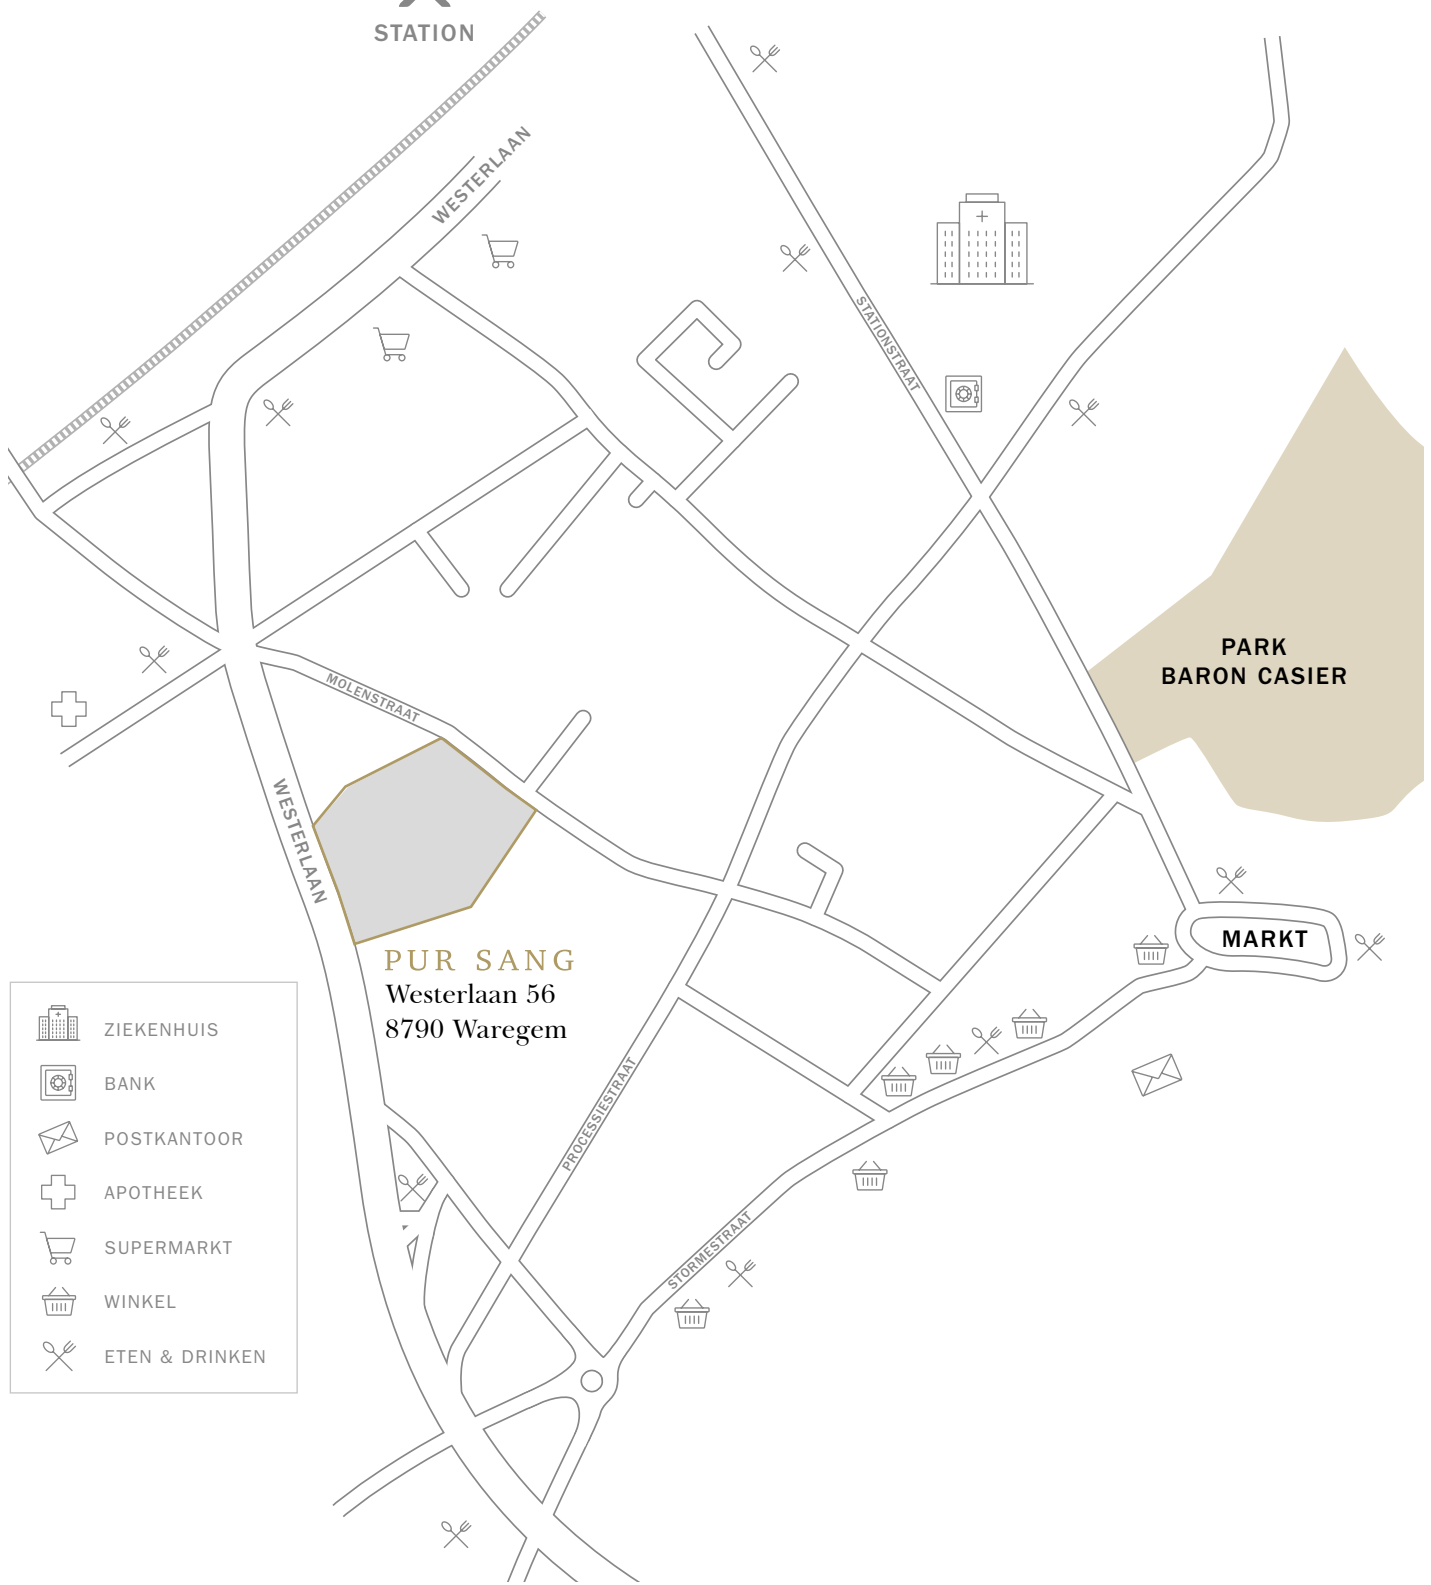 STATION
WESTERLAAN
STATIONSTRAAT
PARK
BARON CASIER
MOLENSTRAAT
WESTERLAAN
MARKT
PUR SANG
Westerlaan 56
8790 Waregem
PROCESSIESTRAAT
STORMESTRAAT
ZIEKENHUIS
BANK
POSTKANTOOR
APOTHEEK
SUPERMARKT
WINKEL
ETEN & DRINKEN